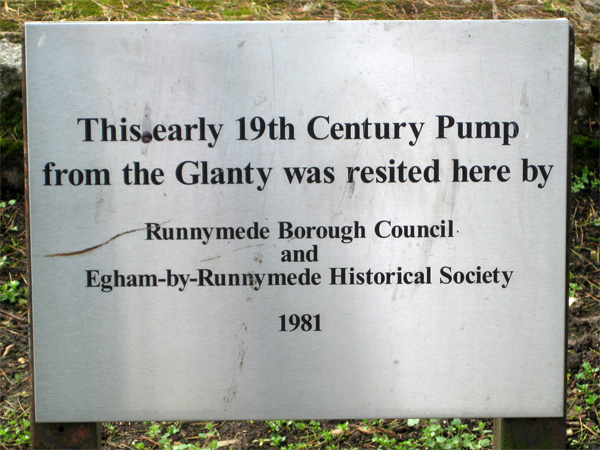 This early 19th Century Pump
from the Glanty was resited here by
Runnymede Borough Council
and
Egham-by-Runnymede Historical Society
1981